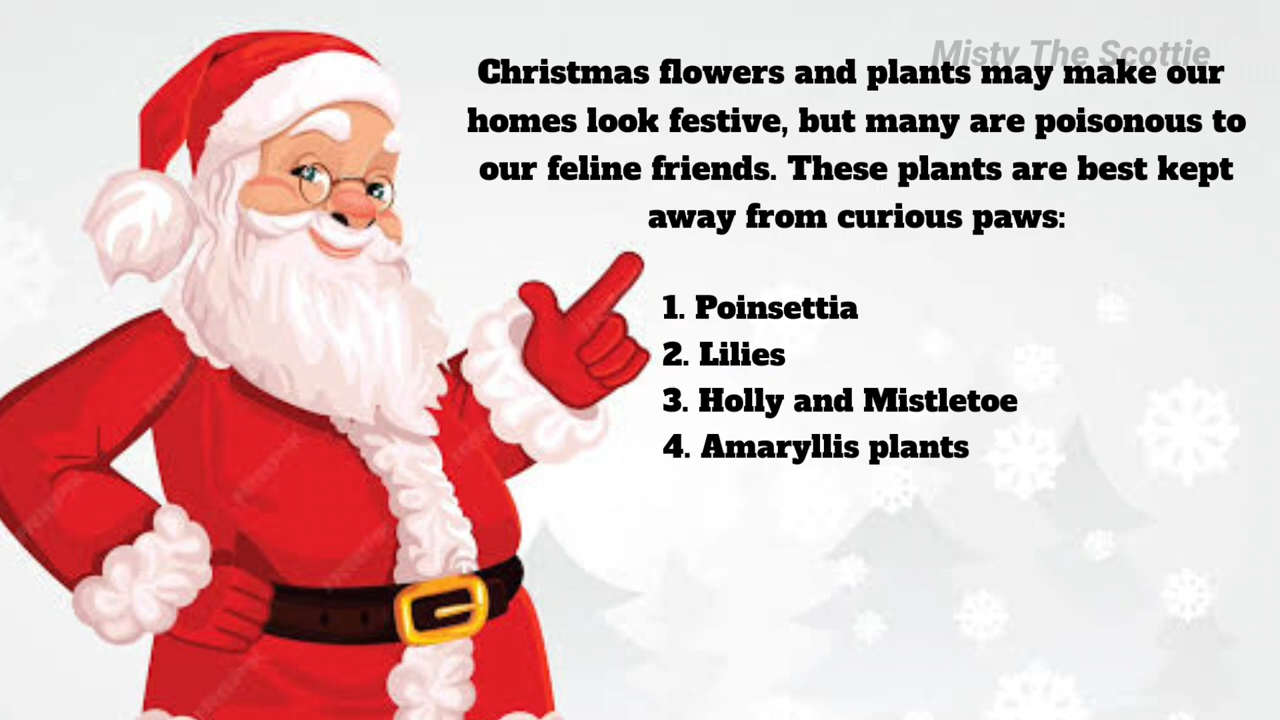 Misty The Scottie
Christmas flowers and plants may make our
homes look festive, but many are poisonous to
our feline friends. These plants are best kept
away from curious paws:
1. Poinsettia
2. Lilies
3. Holly and Mistletoe
4. Amaryllis plants